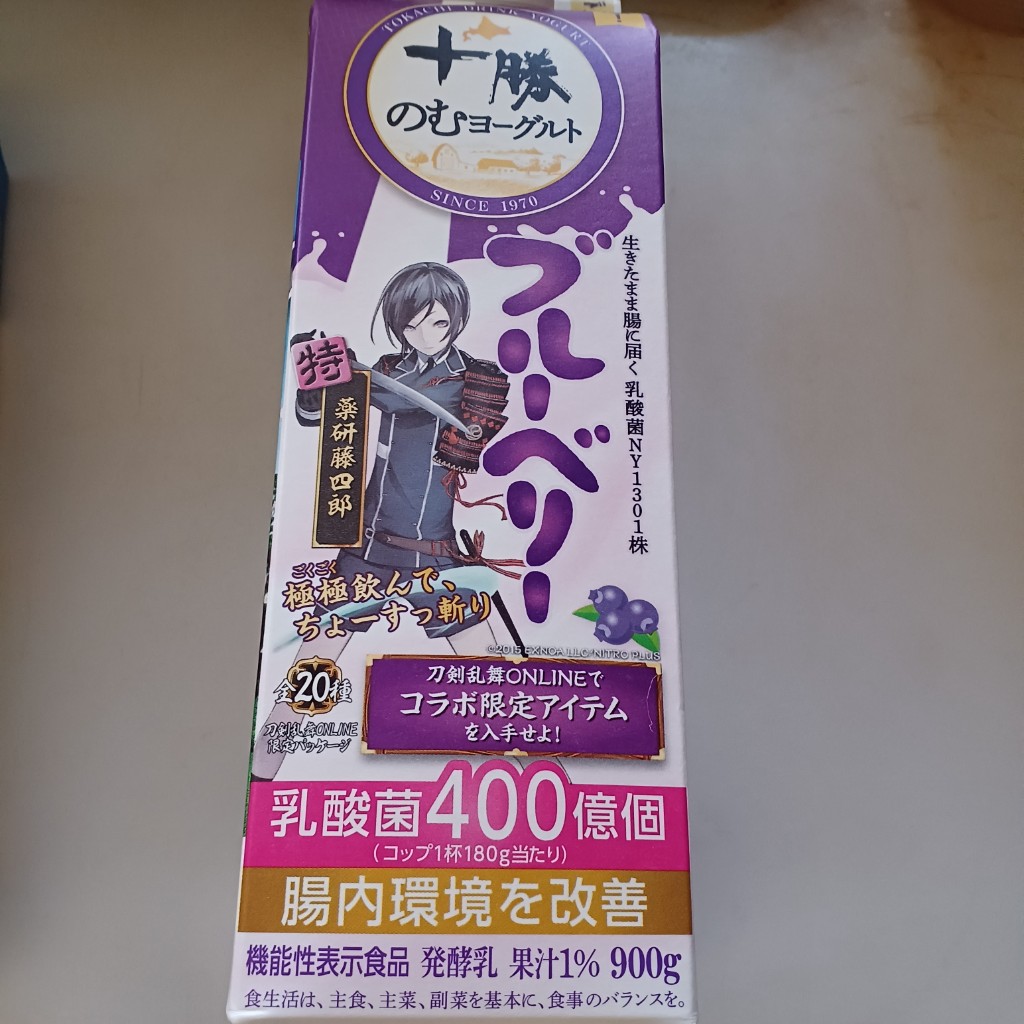 TOKACHI DRINK YOGURT
十勝
のむヨーグルト
SINCE 1970
ブルーベリー
生きたまま腸に届く 乳酸菌NY1301株
特
薬研藤四郎
ごくごく
極極飲んで、
ちょーすっ斬り
©2015 EXNOA LLC/NITRO PLUS
全20種
刀剣乱舞ONLINE
限定パッケージ
刀剣乱舞ONLINEで
コラボ限定アイテム
を入手せよ!
乳酸菌400億個
(コップ1杯180g当たり)
腸内環境を改善
機能性表示食品 発酵乳 果汁1% 900g
食生活は、主食、主菜、副菜を基本に、食事のバランスを。